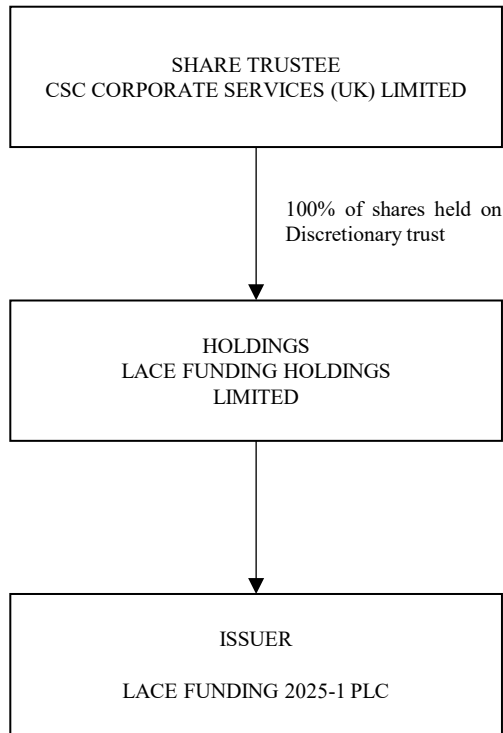 SHARE TRUSTEE
CSC CORPORATE SERVICES (UK) LIMITED
100% of shares held on
Discretionary trust
HOLDINGS
LACE FUNDING HOLDINGS
LIMITED
ISSUER
LACE FUNDING 2025-1 PLC